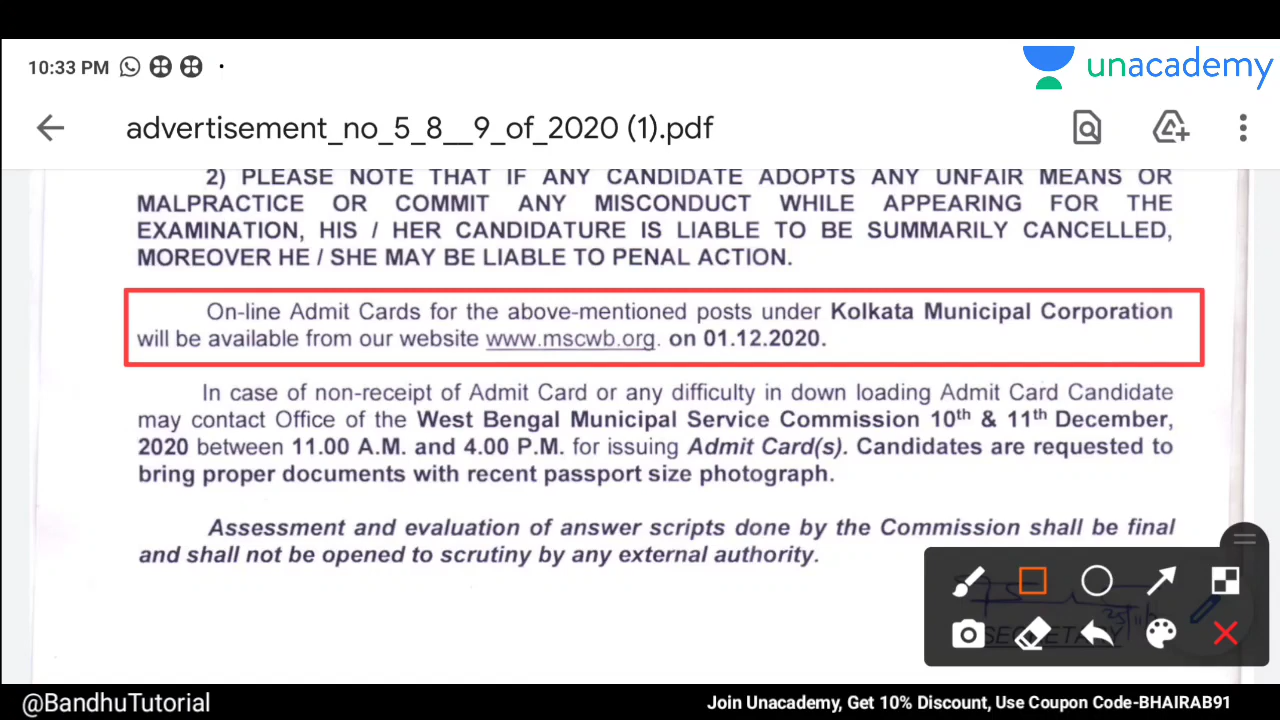 10:33 PM
unacademy
advertisement_no_5_8__9_of_2020 (1).pdf
2) PLEASE NOTE THAT IF ANY CANDIDATE ADOPTS ANY UNFAIR MEANS OR
MALPRACTICE OR COMMIT ANY MISCONDUCT WHILE APPEARING FOR THE
EXAMINATION, HIS / HER CANDIDATURE IS LIABLE TO BE SUMMARILY CANCELLED,
MOREOVER HE / SHE MAY BE LIABLE TO PENAL ACTION.
On-line Admit Cards for the above-mentioned posts under Kolkata Municipal Corporation
will be available from our website www.mscwb.org. on 01.12.2020.
In case of non-receipt of Admit Card or any difficulty in down loading Admit Card Candidate
may contact Office of the West Bengal Municipal Service Commission 10th & 11th December,
2020 between 11.00 A.M. and 4.00 P.M. for issuing Admit Card(s). Candidates are requested to
bring proper documents with recent passport size photograph.
Assessment and evaluation of answer scripts done by the Commission shall be final
and shall not be opened to scrutiny by any external authority.
SECRETARY
@BandhuTutorial
Join Unacademy, Get 10% Discount, Use Coupon Code-BHAIRAB91